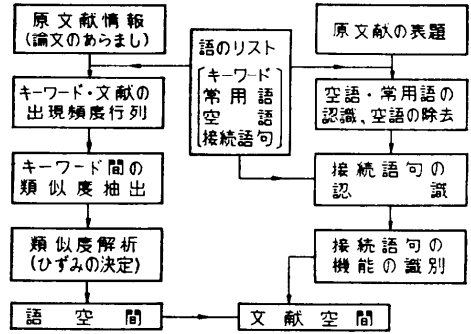 原文献情報
(論文のあらまし)
キーワード・文献の
出現頻度行列
キーワード間の
類似度抽出
類似度解析
(ひずみの決定)
語空間
語のリスト
キーワード
常用語
空語
接続語句
原文献の表題
空語・常用語の
認識、空語の除去
接続語句の
認識
接続語句の
機能の識別
文献空間